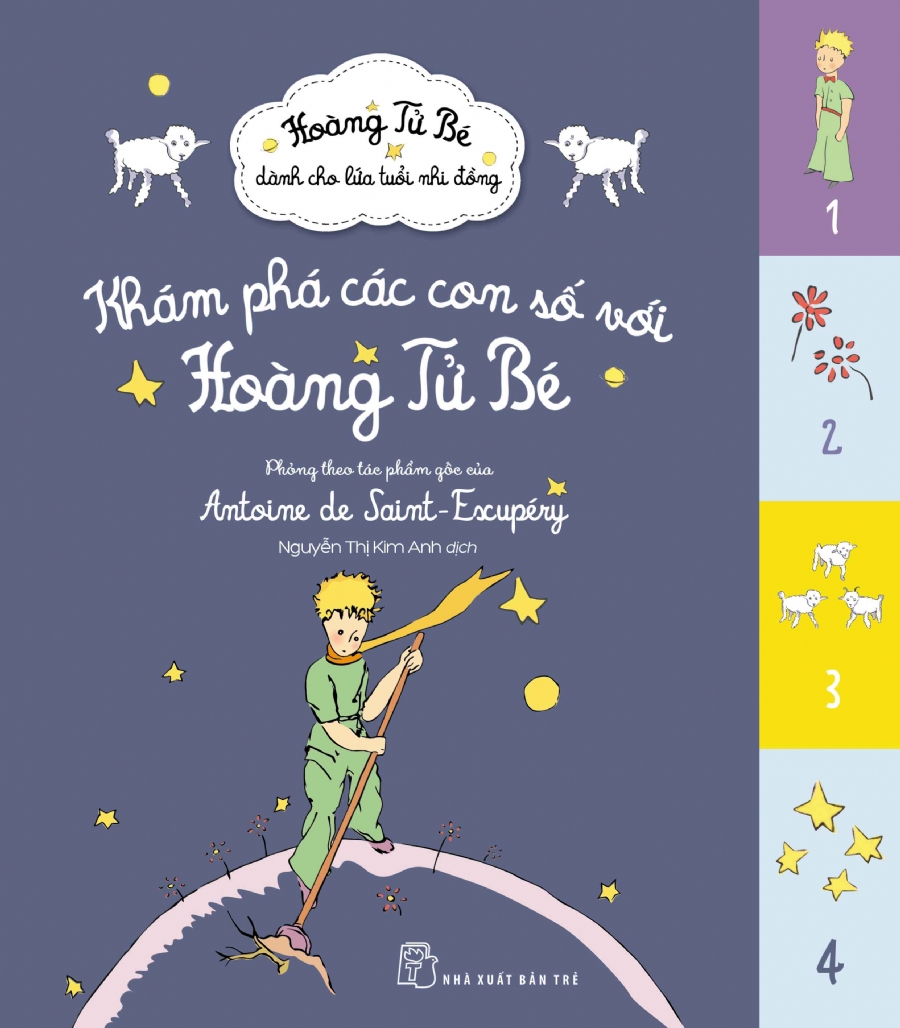 Hoàng Tử Bé
dành cho lứa tuổi nhi đồng
Khám phá các con số với
Hoàng Tử Bé
Phỏng theo tác phẩm gốc của
Antoine de Saint-Escupéry
Nguyễn Thị Kim Anh dịch
1
2
3
4
NHÀ XUẤT BẢN TRẺ